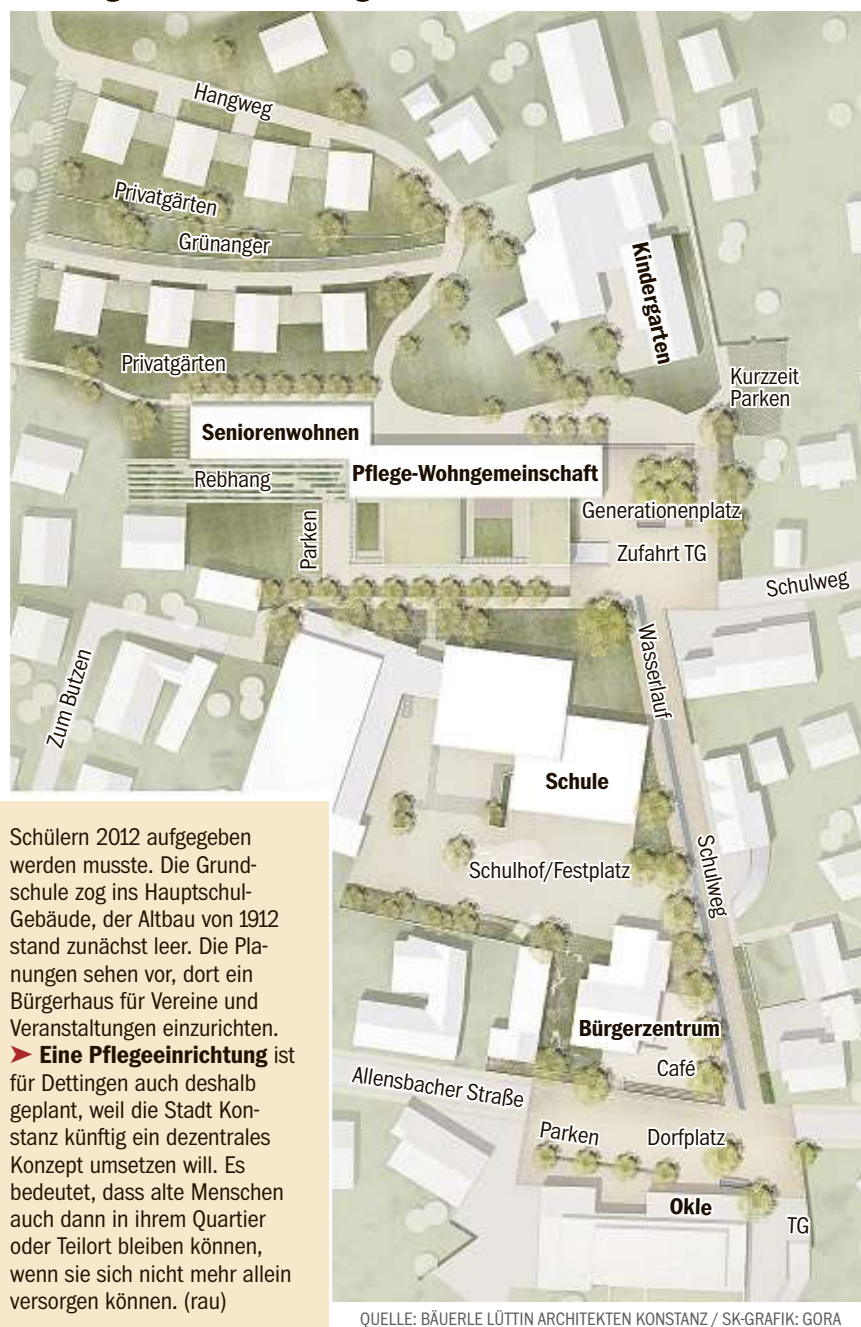 Hangweg
Privatgärten
Grünanger
Kindergarten
Privatgärten
Kurzzeit
Parken
Seniorenwohnen
Rebhang
Pflege-Wohngemeinschaft
Generationenplatz
Parken
Zufahrt TG
Schulweg
Wasserlauf
Zum Butzen
Schule
Schulweg
Schulhof/Festplatz
Bürgerzentrum
Café
Allensbacher Straße
Parken
Dorfplatz
Okle
TG
Schülern 2012 aufgegeben
werden musste. Die Grund-
schule zog ins Hauptschul-
Gebäude, der Altbau von 1912
stand zunächst leer. Die Pla-
nungen sehen vor, dort ein
Bürgerhaus für Vereine und
Veranstaltungen einzurichten.
➤ Eine Pflegeeinrichtung ist
für Dettingen auch deshalb
geplant, weil die Stadt Kon-
stanz künftig ein dezentrales
Konzept umsetzen will. Es
bedeutet, dass alte Menschen
auch dann in ihrem Quartier
oder Teilort bleiben können,
wenn sie sich nicht mehr allein
versorgen können. (rau)
QUELLE: BÄUERLE LÜTTIN ARCHITEKTEN KONSTANZ / SK-GRAFIK: GORA